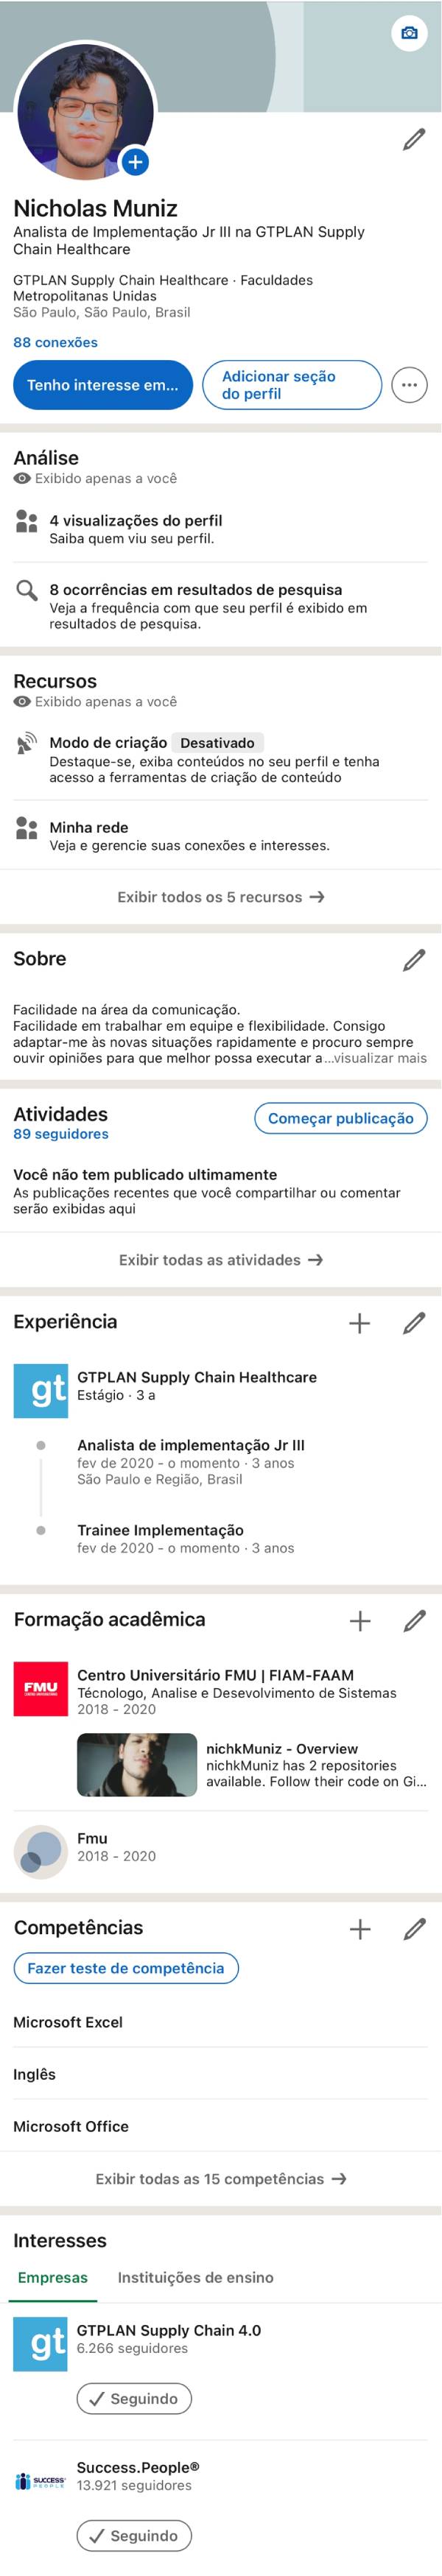 Nicholas Muniz
Analista de Implementação Jr III na GTPLAN Supply
Chain Healthcare
GTPLAN Supply Chain Healthcare · Faculdades
Metropolitanas Unidas
São Paulo, São Paulo, Brasil
88 conexões
Tenho interesse em...
Adicionar seção
do perfil
Análise
Exibido apenas a você
4 visualizações do perfil
Saiba quem viu seu perfil.
8 ocorrências em resultados de pesquisa
Veja a frequência com que seu perfil é exibido em
resultados de pesquisa.
Recursos
Exibido apenas a você
Modo de criação Desativado
Destaque-se, exiba conteúdos no seu perfil e tenha
acesso a ferramentas de criação de conteúdo
Minha rede
Veja e gerencie suas conexões e interesses.
Exibir todos os 5 recursos →
Sobre
Facilidade na área da comunicação.
Facilidade em trabalhar em equipe e flexibilidade. Consigo
adaptar-me às novas situações rapidamente e procuro sempre
ouvir opiniões para que melhor possa executar a ...visualizar mais
Atividades
89 seguidores
Começar publicação
Você não tem publicado ultimamente
As publicações recentes que você compartilhar ou comentar
serão exibidas aqui
Exibir todas as atividades →
Experiência
gt
GTPLAN Supply Chain Healthcare
Estágio · 3 a
Analista de implementação Jr III
fev de 2020 - o momento · 3 anos
São Paulo e Região, Brasil
Trainee Implementação
fev de 2020 - o momento · 3 anos
Formação acadêmica
FMU
Centro Universitário FMU | FIAM-FAAM
Técnologo, Analise e Desevolvimento de Sistemas
2018 - 2020
nichkMuniz - Overview
nichkMuniz has 2 repositories
available. Follow their code on Gi...
Fmu
2018 - 2020
Competências
Fazer teste de competência
Microsoft Excel
Inglês
Microsoft Office
Exibir todas as 15 competências →
Interesses
Empresas Instituições de ensino
gt
GTPLAN Supply Chain 4.0
6.266 seguidores
Seguindo
SUCCESS
PEOPLE
Success.People®
13.921 seguidores
Seguindo